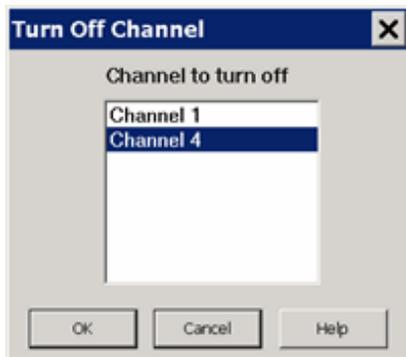 Turn Off Channel
Channel to turn off
Channel 1
Channel 4
OK Cancel Help